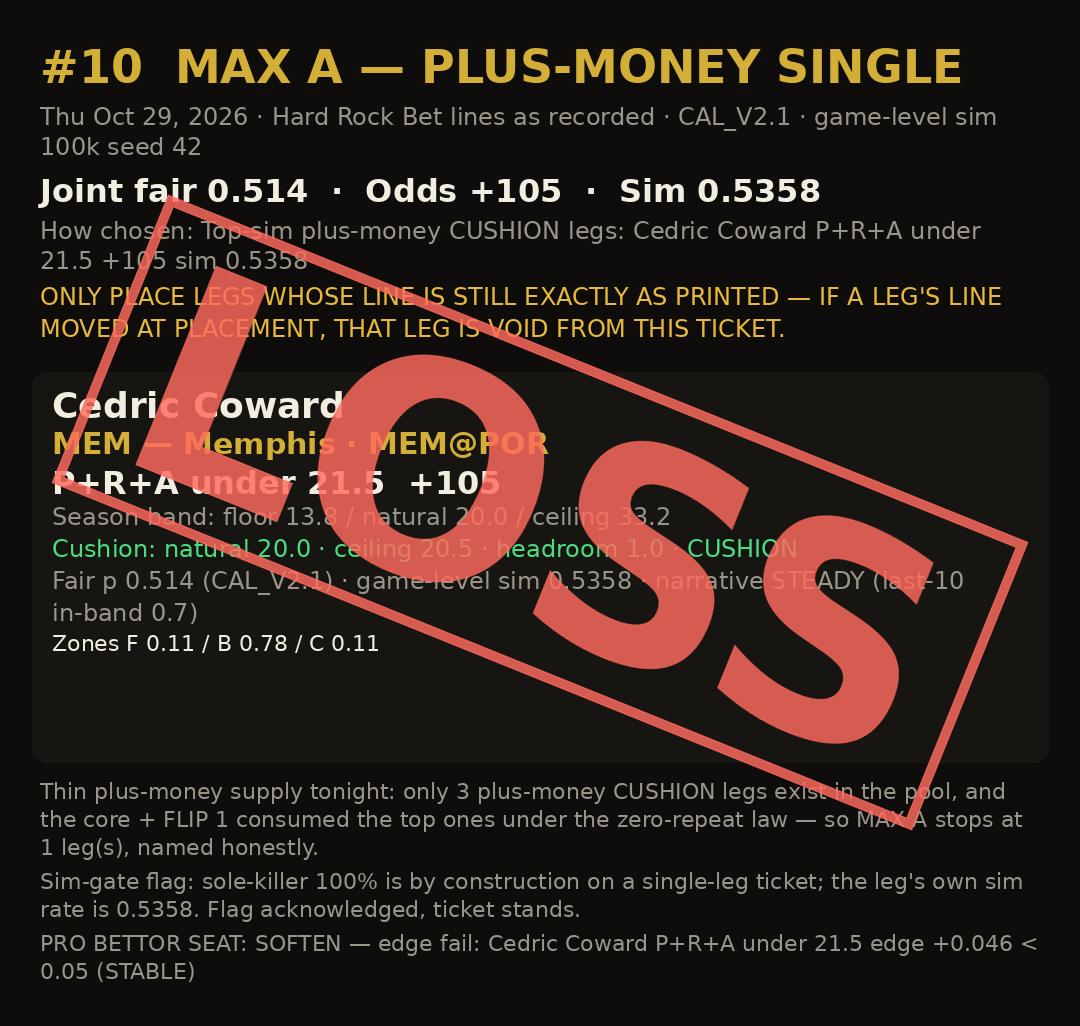 #10 MAX A — PLUS-MONEY SINGLE
Thu Oct 29, 2026 · Hard Rock Bet lines as recorded · CAL_V2.1 · game-level sim
100k seed 42
Joint fair 0.514 · Odds +105 · Sim 0.5358
How chosen: Top-sim plus-money CUSHION legs: Cedric Coward P+R+A under
21.5 +105 sim 0.5358
ONLY PLACE LEGS WHOSE LINE IS STILL EXACTLY AS PRINTED — IF A LEG'S LINE
MOVED AT PLACEMENT, THAT LEG IS VOID FROM THIS TICKET.
Cedric Coward
MEM — Memphis · MEM@POR
P+R+A under 21.5 +105
Season band: floor 13.8 / natural 20.0 / ceiling 33.2
Cushion: natural 20.0 · ceiling 20.5 · headroom 1.0 · CUSHION
Fair p 0.514 (CAL_V2.1) · game-level sim 0.5358 · narrative STEADY (last-10
in-band 0.7)
Zones F 0.11 / B 0.78 / C 0.11
LOSS
Thin plus-money supply tonight: only 3 plus-money CUSHION legs exist in the pool, and
the core + FLIP 1 consumed the top ones under the zero-repeat law — so MAX A stops at
1 leg(s), named honestly.
Sim-gate flag: sole-killer 100% is by construction on a single-leg ticket; the leg's own sim
rate is 0.5358. Flag acknowledged, ticket stands.
PRO BETTOR SEAT: SOFTEN — edge fail: Cedric Coward P+R+A under 21.5 edge +0.046 <
0.05 (STABLE)